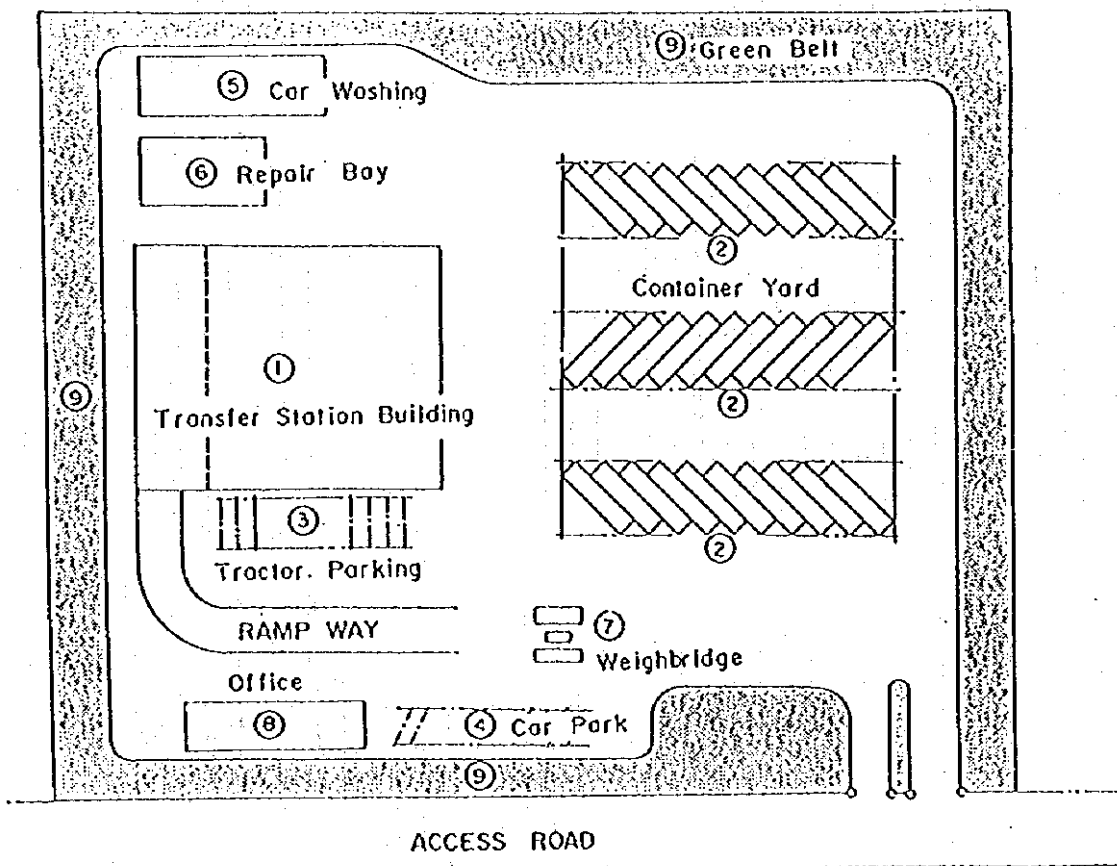 ⑨ Green Belt
⑤ Car Washing
⑥ Repair Bay
②
Container Yard
①
⑨
②
Transfer Station Building
③
②
Tractor. Parking
RAMP WAY
⑦
Weighbridge
Office
⑧
④ Car Park
⑨
ACCESS ROAD